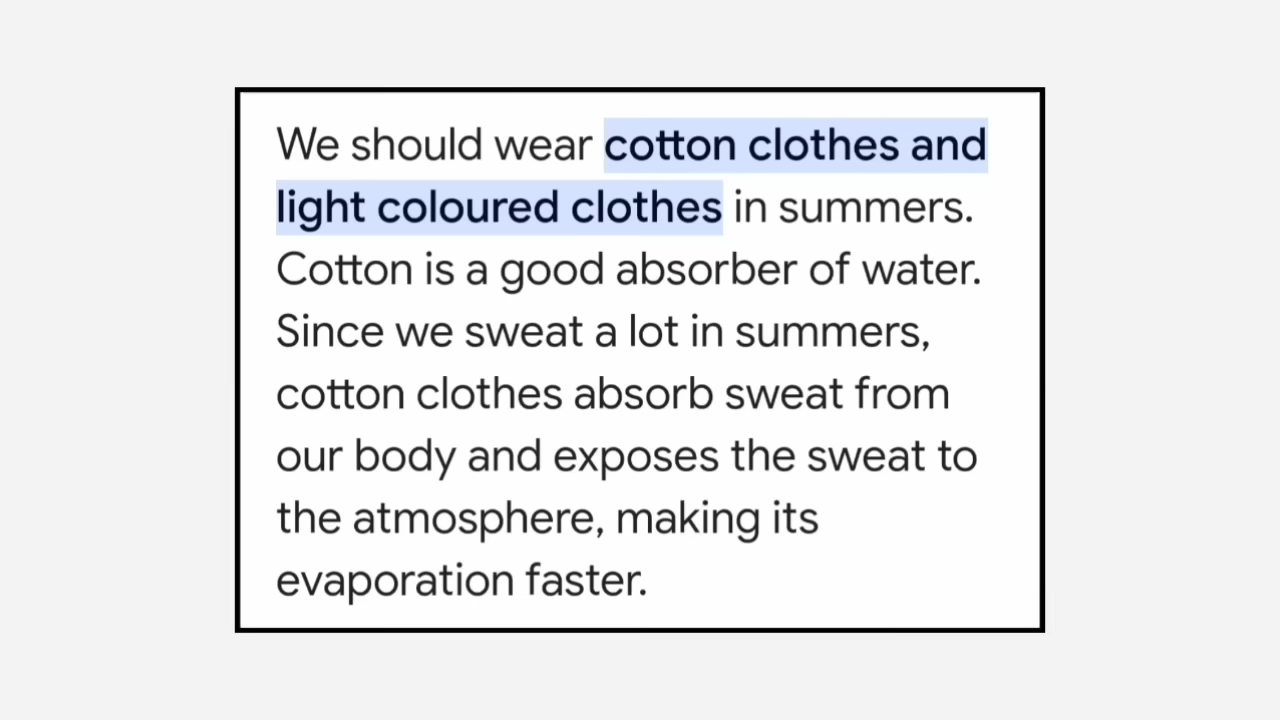 We should wear cotton clothes and
light coloured clothes in summers.
Cotton is a good absorber of water.
Since we sweat a lot in summers,
cotton clothes absorb sweat from
our body and exposes the sweat to
the atmosphere, making its
evaporation faster.